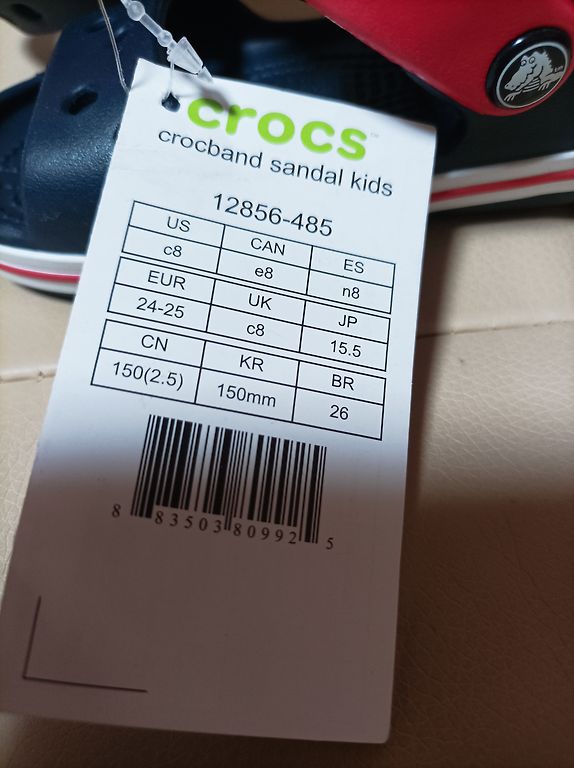 crocs™
crocband sandal kids
12856-485
US CAN ES
c8 e8 n8
EUR UK JP
24-25 c8 15.5
CN KR BR
150(2.5) 150mm 26
8 83503 80992 5